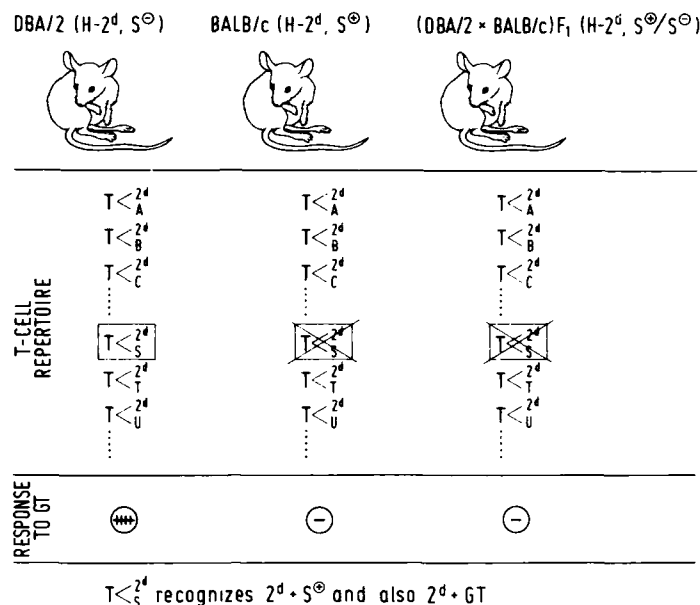 DBA/2 (H-2ᵈ, S⊖) BALB/c (H-2ᵈ, S⊕) (DBA/2 × BALB/c)F₁ (H-2ᵈ, S⊕/S⊖)
T-CELL REPERTOIRE
T< 2ᵈ A T< 2ᵈ A T< 2ᵈ A
T< 2ᵈ B T< 2ᵈ B T< 2ᵈ B
T< 2ᵈ C T< 2ᵈ C T< 2ᵈ C
T< 2ᵈ S T< 2ᵈ S T< 2ᵈ S
T< 2ᵈ T T< 2ᵈ T T< 2ᵈ T
T< 2ᵈ U T< 2ᵈ U T< 2ᵈ U
RESPONSE TO GT
++++ − −
T< 2ᵈ S recognizes 2ᵈ + S⊕ and also 2ᵈ + GT